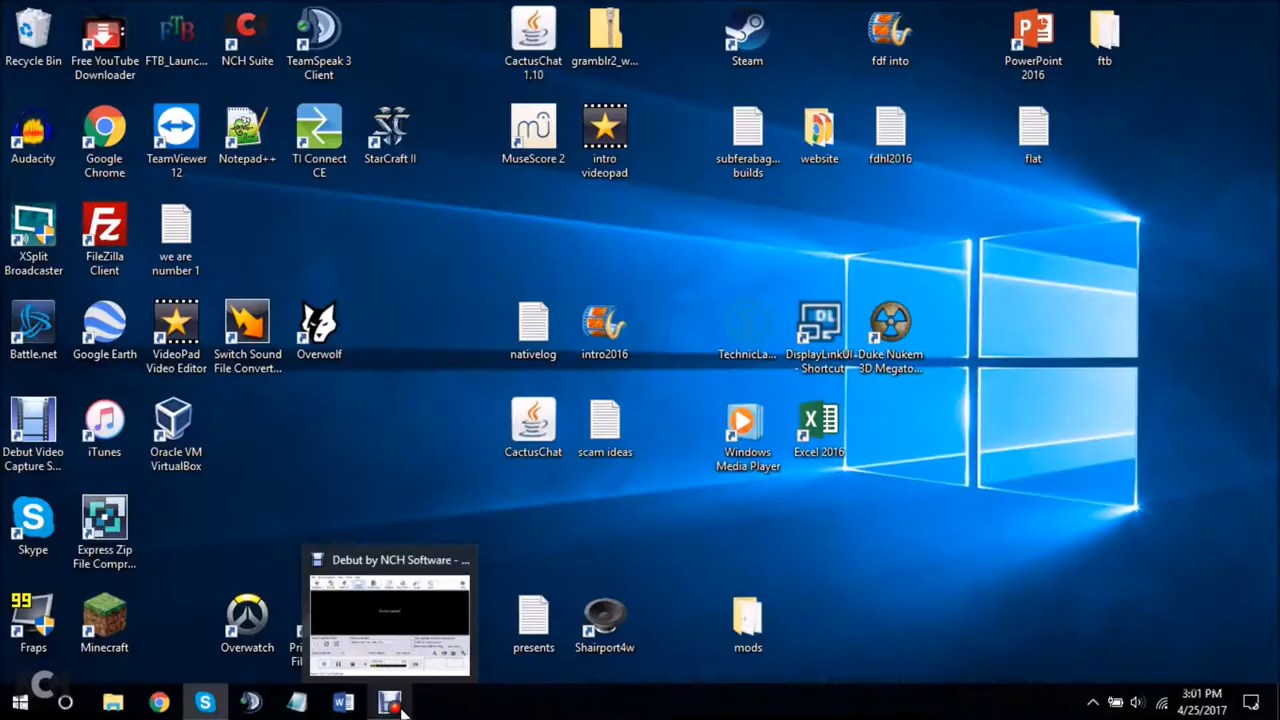 Recycle Bin
Free YouTube
Downloader
FTB
FTB_Launc...
NCH Suite
TeamSpeak 3
Client
CactusChat
1.10
gramblr2_w...
Steam
fdf into
PowerPoint
2016
ftb
Audacity
Google
Chrome
TeamViewer
12
Notepad++
TI Connect
CE
StarCraft II
MuseScore 2
intro
videopad
subferabag...
builds
website
fdhl2016
flat
XSplit
Broadcaster
FileZilla
Client
we are
number 1
Battle.net
Google Earth
VideoPad
Video Editor
Switch Sound
File Convert...
Overwolf
nativelog
intro2016
TechnicLa...
DisplayLinkUI
- Shortcut
Duke Nukem
3D Megato...
Debut Video
Capture S...
iTunes
Oracle VM
VirtualBox
CactusChat
scam ideas
Windows
Media Player
Excel 2016
Skype
Express Zip
File Compr...
Debut by NCH Software - ...
99
Fraps
Minecraft
Overwatch
Pri
Fil
presents
Shairport4w
mods
3:01 PM
4/25/2017